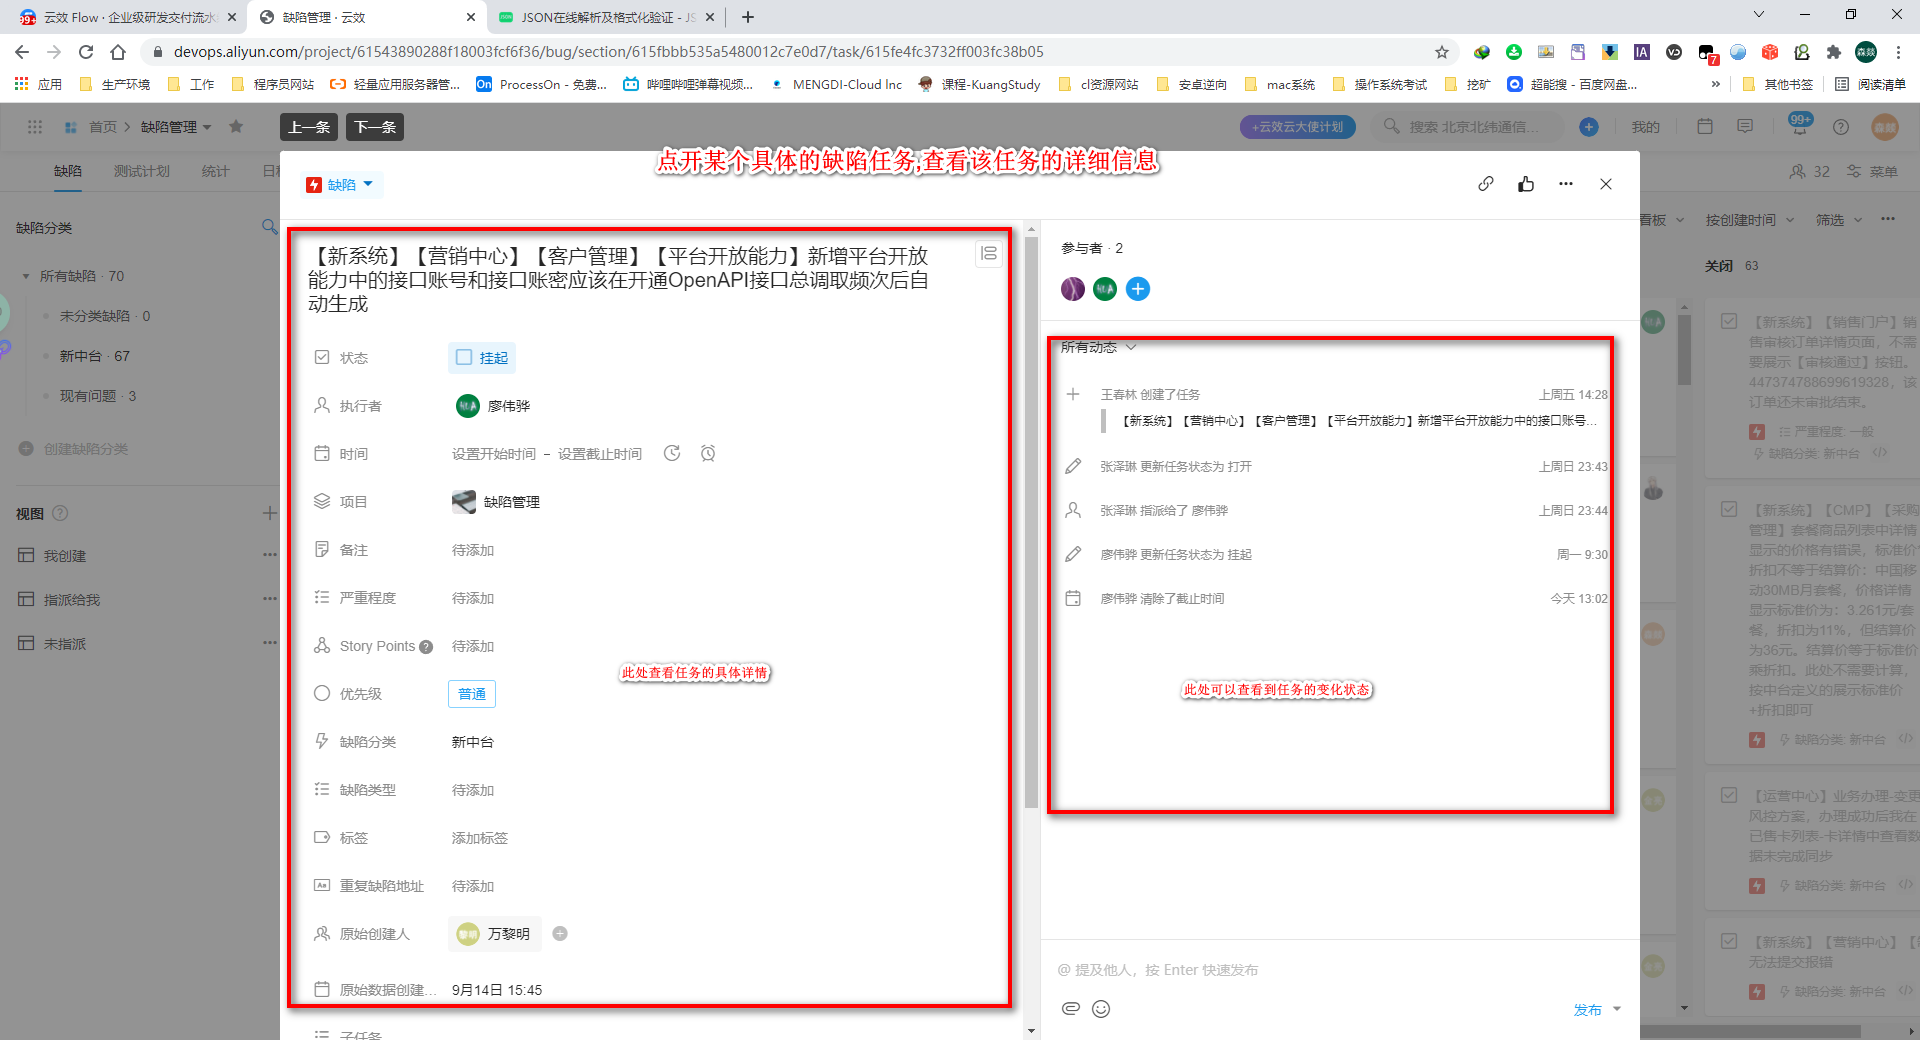 云效 Flow · 企业级研发交付流水
缺陷管理 · 云效
JSON在线解析及格式化验证 - JS
devops.aliyun.com/project/61543890288f18003fcf6f36/bug/section/615fbbb535a5480012c7e0d7/task/615fe4fc3732ff003fc38b05
应用 生产环境 工作 程序员网站 轻量应用服务器管... ProcessOn - 免费... 哔哩哔哩弹幕视频... MENGDI-Cloud lnc 课程-KuangStudy cl资源网站 安卓逆向 mac系统 操作系统考试 挖矿 超能搜 - 百度网盘... » 其他书签 阅读清单
首页 缺陷管理 上一条 下一条 +云效云大使计划 搜索 北京北纬通信... 我的 99+
点开某个具体的缺陷任务,查看该任务的详细信息
缺陷 测试计划 统计 日 32 菜单
缺陷
缺陷分类
看板 按创建时间 筛选
所有缺陷 · 70
未分类缺陷 · 0
新中台 · 67
现有问题 · 3
创建缺陷分类
视图
我创建
指派给我
未指派
【新系统】【营销中心】【客户管理】【平台开放能力】新增平台开放
能力中的接口账号和接口账密应该在开通OpenAPI接口总调取频次后自
动生成
状态 挂起
执行者 廖伟骅
时间 设置开始时间 – 设置截止时间
项目 缺陷管理
备注 待添加
严重程度 待添加
Story Points ? 待添加
此处查看任务的具体详情
优先级 普通
缺陷分类 新中台
缺陷类型 待添加
标签 添加标签
重复缺陷地址 待添加
原始创建人 黎明 万黎明
原始数据创建... 9月14日 15:45
子任务
参与者 · 2
所有动态
王春林 创建了任务 上周五 14:28
【新系统】【营销中心】【客户管理】【平台开放能力】新增平台开放能力中的接口账号...
张泽琳 更新任务状态为 打开 上周日 23:43
张泽琳 指派给了 廖伟骅 上周日 23:44
廖伟骅 更新任务状态为 挂起 周一 9:30
廖伟骅 清除了截止时间 今天 13:02
此处可以查看到任务的变化状态
@ 提及他人，按 Enter 快速发布
发布
关闭 63
【新系统】【销售门户】销
售审核订单详情页面，不需
要展示【审核通过】按钮。
447374788699619328，该
订单还未审批结束。
严重程度: 一般
缺陷分类: 新中台
【新系统】【CMP】【采购
管理】套餐商品列表中详情
显示的价格有错误，标准价
折扣不等于结算价：中国移
动30MB月套餐，价格详情
显示标准价为：3.261元/套
餐，折扣为11%，但结算价
为36元。结算价等于标准价
乘折扣。此处不需要计算，
按中台定义的展示标准价
+折扣即可
缺陷分类: 新中台
【运营中心】业务办理-变更
风控方案，办理成功后我在
已售卡列表-卡详情中查看数
据未完成同步
缺陷分类: 新中台
【新系统】【营销中心】【
无法提交报错
缺陷分类: 新中台